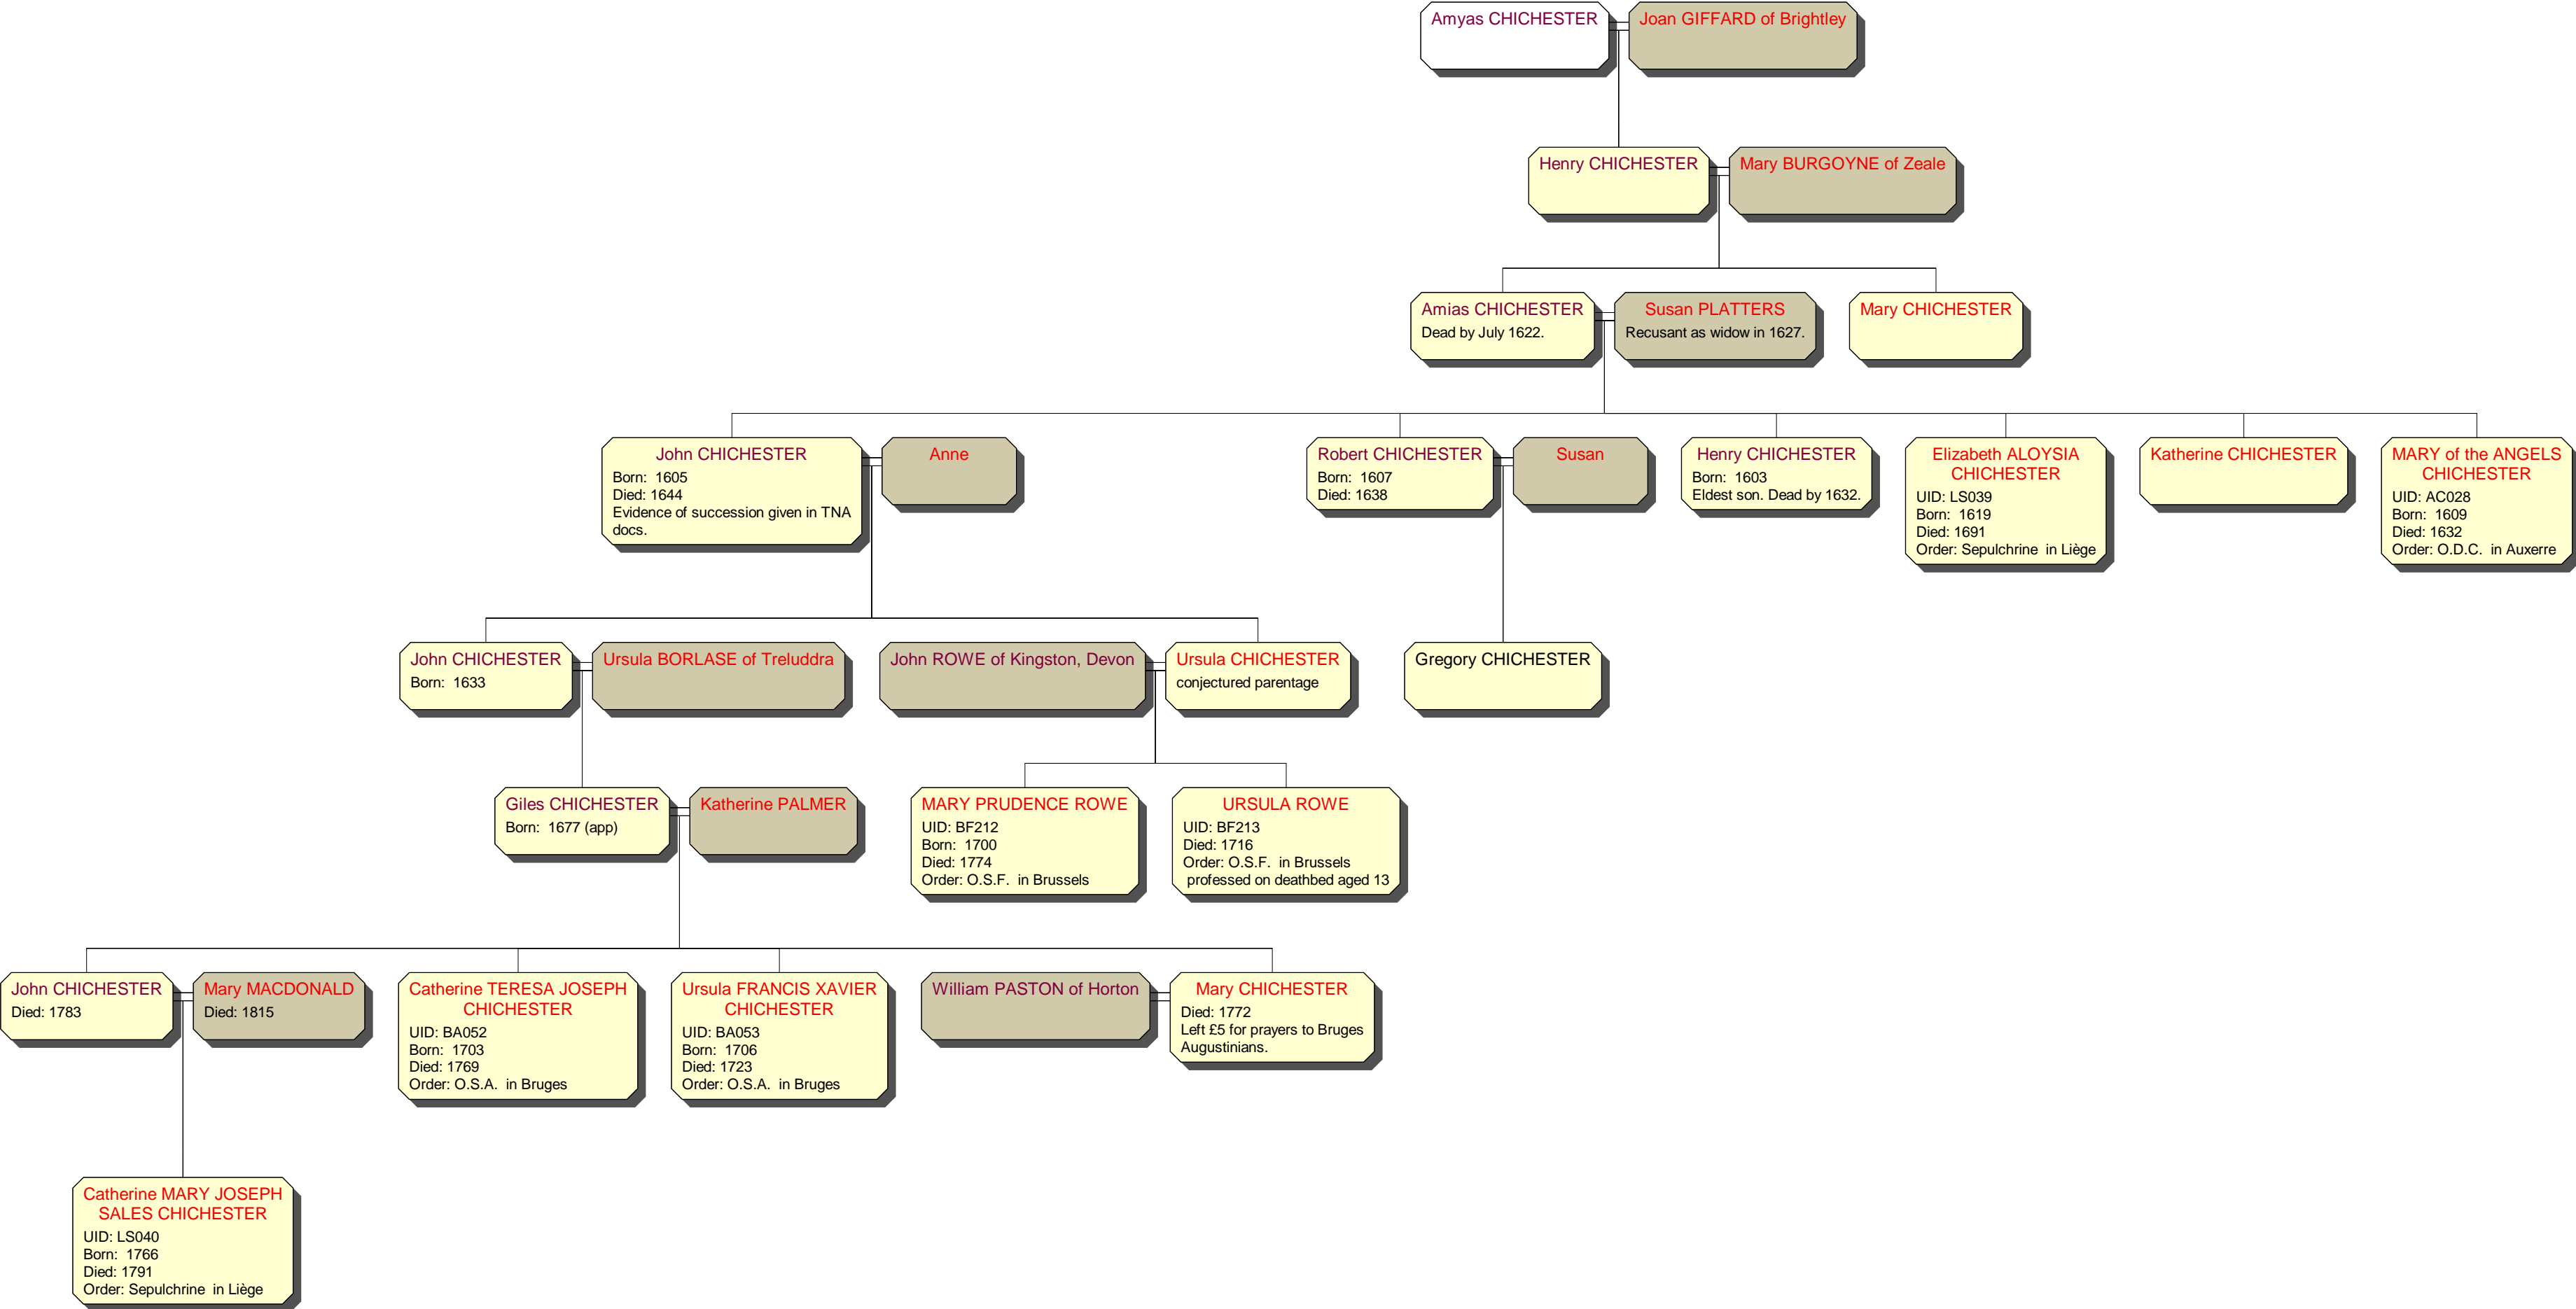 Amyas CHICHESTER
Joan GIFFARD of Brightley
Henry CHICHESTER
Mary BURGOYNE of Zeale
Amias CHICHESTER
Dead by July 1622.
Susan PLATTERS
Recusant as widow in 1627.
Mary CHICHESTER
John CHICHESTER
Born: 1605
Died: 1644
Evidence of succession given in TNA
docs.
Anne
Robert CHICHESTER
Born: 1607
Died: 1638
Susan
Henry CHICHESTER
Born: 1603
Eldest son. Dead by 1632.
Elizabeth ALOYSIA
CHICHESTER
UID: LS039
Born: 1619
Died: 1691
Order: Sepulchrine in Liège
Katherine CHICHESTER
MARY of the ANGELS
CHICHESTER
UID: AC028
Born: 1609
Died: 1632
Order: O.D.C. in Auxerre
John CHICHESTER
Born: 1633
Ursula BORLASE of Treluddra
John ROWE of Kingston, Devon
Ursula CHICHESTER
conjectured parentage
Gregory CHICHESTER
Giles CHICHESTER
Born: 1677 (app)
Katherine PALMER
MARY PRUDENCE ROWE
UID: BF212
Born: 1700
Died: 1774
Order: O.S.F. in Brussels
URSULA ROWE
UID: BF213
Died: 1716
Order: O.S.F. in Brussels
professed on deathbed aged 13
John CHICHESTER
Died: 1783
Mary MACDONALD
Died: 1815
Catherine TERESA JOSEPH
CHICHESTER
UID: BA052
Born: 1703
Died: 1769
Order: O.S.A. in Bruges
Ursula FRANCIS XAVIER
CHICHESTER
UID: BA053
Born: 1706
Died: 1723
Order: O.S.A. in Bruges
William PASTON of Horton
Mary CHICHESTER
Died: 1772
Left £5 for prayers to Bruges
Augustinians.
Catherine MARY JOSEPH
SALES CHICHESTER
UID: LS040
Born: 1766
Died: 1791
Order: Sepulchrine in Liège